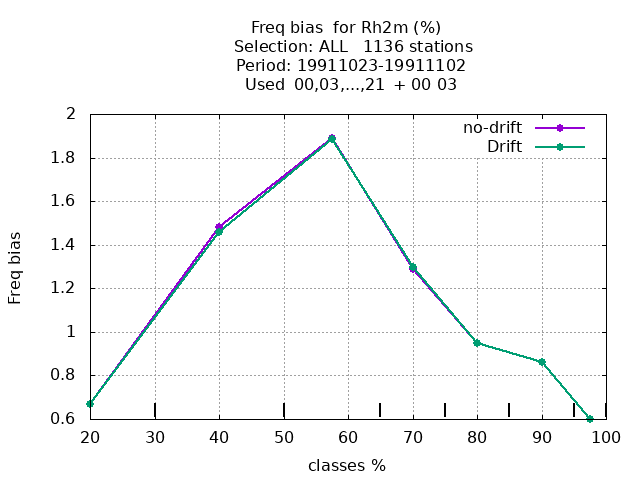 Freq bias  for Rh2m (%)
Selection: ALL   1136 stations
Period: 19911023-19911102
Used  00,03,...,21  + 00 03
no-drift
Drift
2
1.8
1.6
1.4
1.2
1
0.8
0.6
Freq bias
20 30 40 50 60 70 80 90 100
classes %